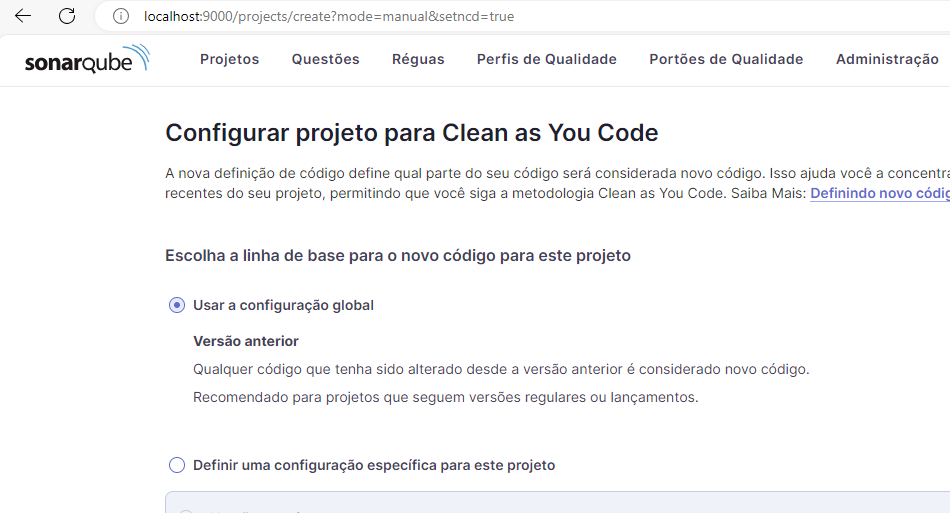 localhost:9000/projects/create?mode=manual&setncd=true
sonarqube Projetos Questões Réguas Perfis de Qualidade Portões de Qualidade Administração
Configurar projeto para Clean as You Code
A nova definição de código define qual parte do seu código será considerada novo código. Isso ajuda você a
recentes do seu projeto, permitindo que você siga a metodologia Clean as You Code. Saiba Mais: Definindo novo
Escolha a linha de base para o novo código para este projeto
Usar a configuração global
Versão anterior
Qualquer código que tenha sido alterado desde a versão anterior é considerado novo código.
Recomendado para projetos que seguem versões regulares ou lançamentos.
Definir uma configuração específica para este projeto